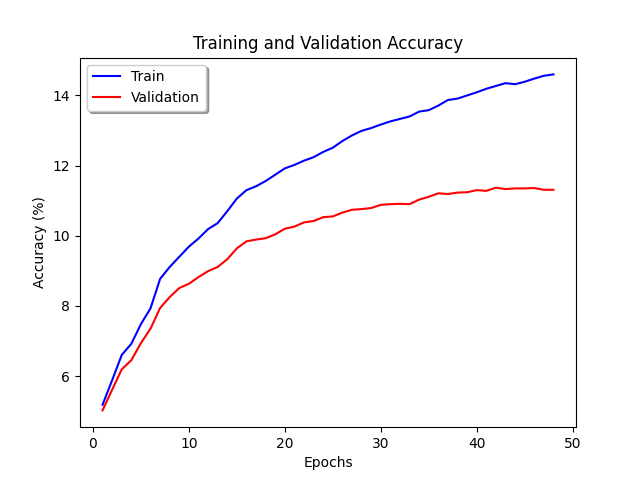 Training and Validation Accuracy
Train
Validation
Accuracy (%)
14
12
10
8
6
0 10 20 30 40 50
Epochs